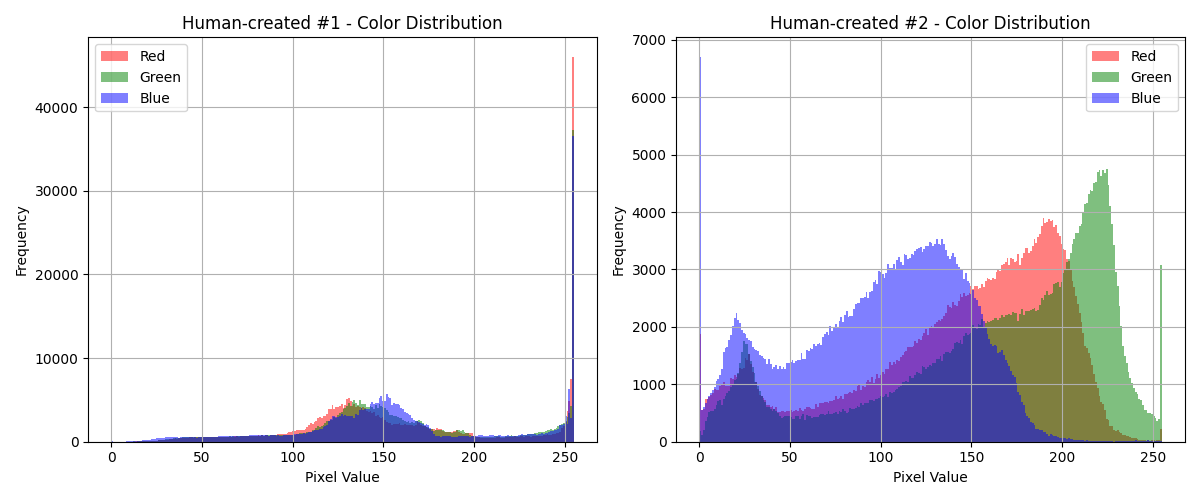 Human-created #1 - Color Distribution
Red
Green
Blue
Frequency
40000
30000
20000
10000
0
0 50 100 150 200 250
Pixel Value
Human-created #2 - Color Distribution
Red
Green
Blue
Frequency
7000
6000
5000
4000
3000
2000
1000
0
0 50 100 150 200 250
Pixel Value